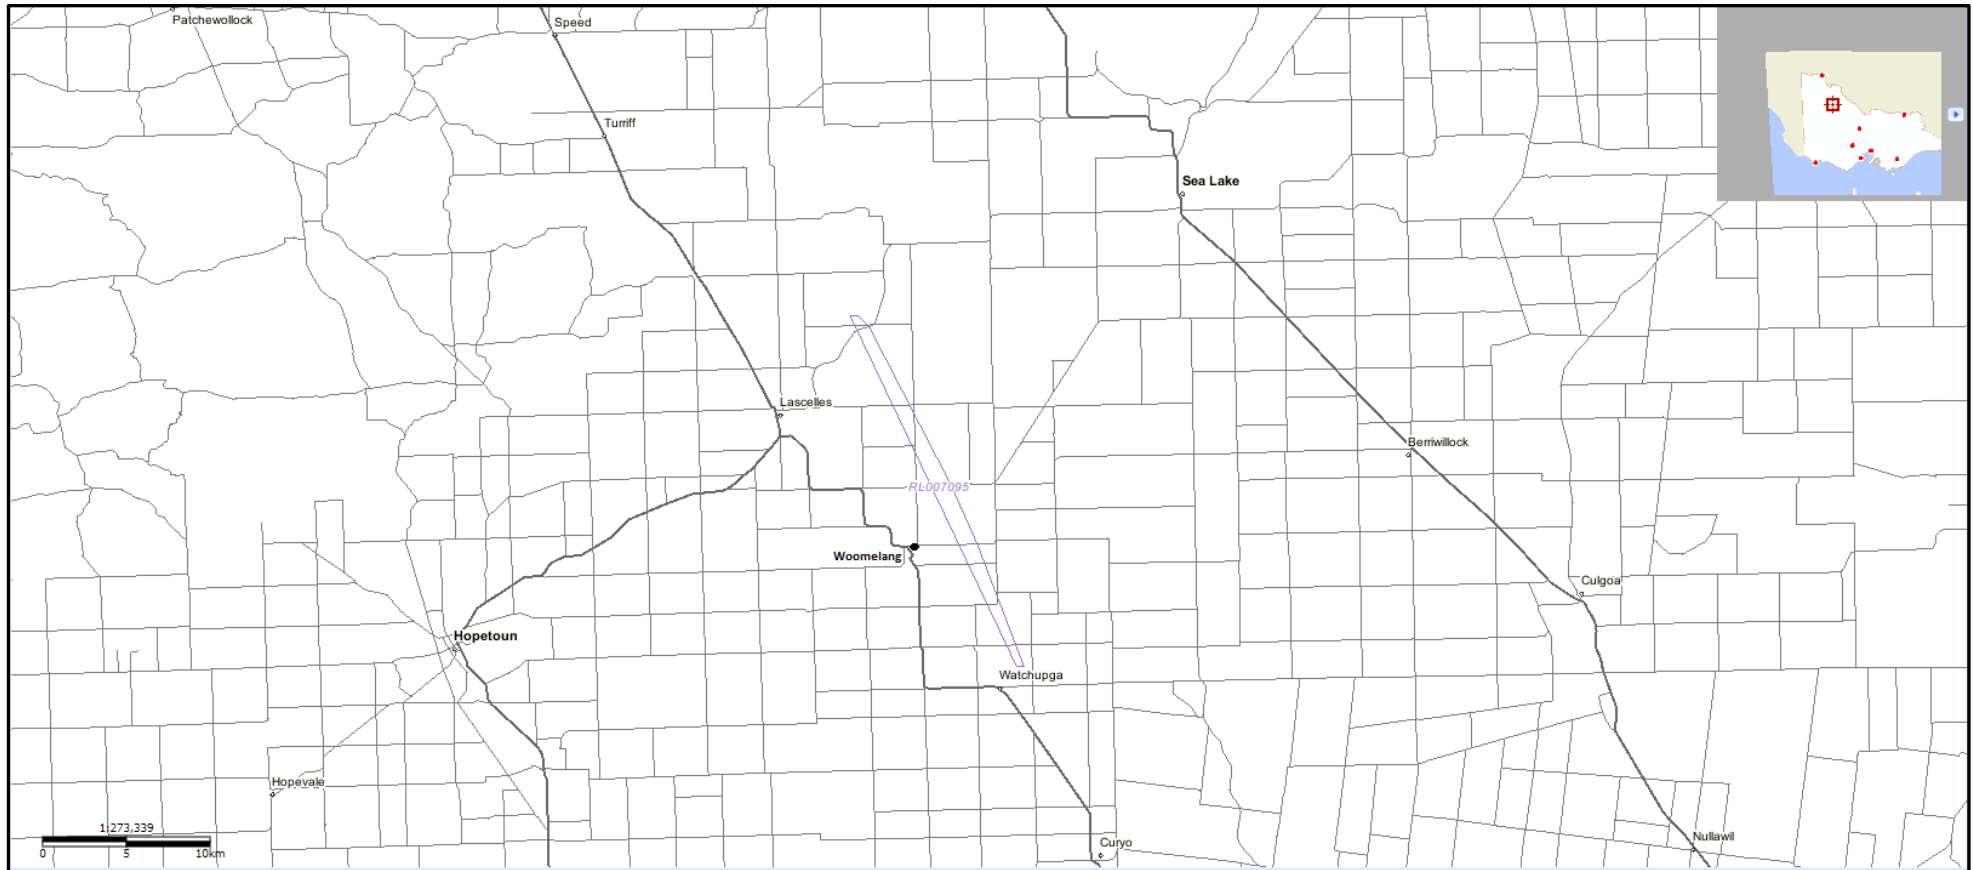 Patchewollock
Speed
Turriff
Sea Lake
Lascelles
Berriwillock
RL007095
Woomelang
Culgoa
Hopetoun
Watchupga
Hopevale
1:273,339
0 5 10km
Curyo
Nullawil